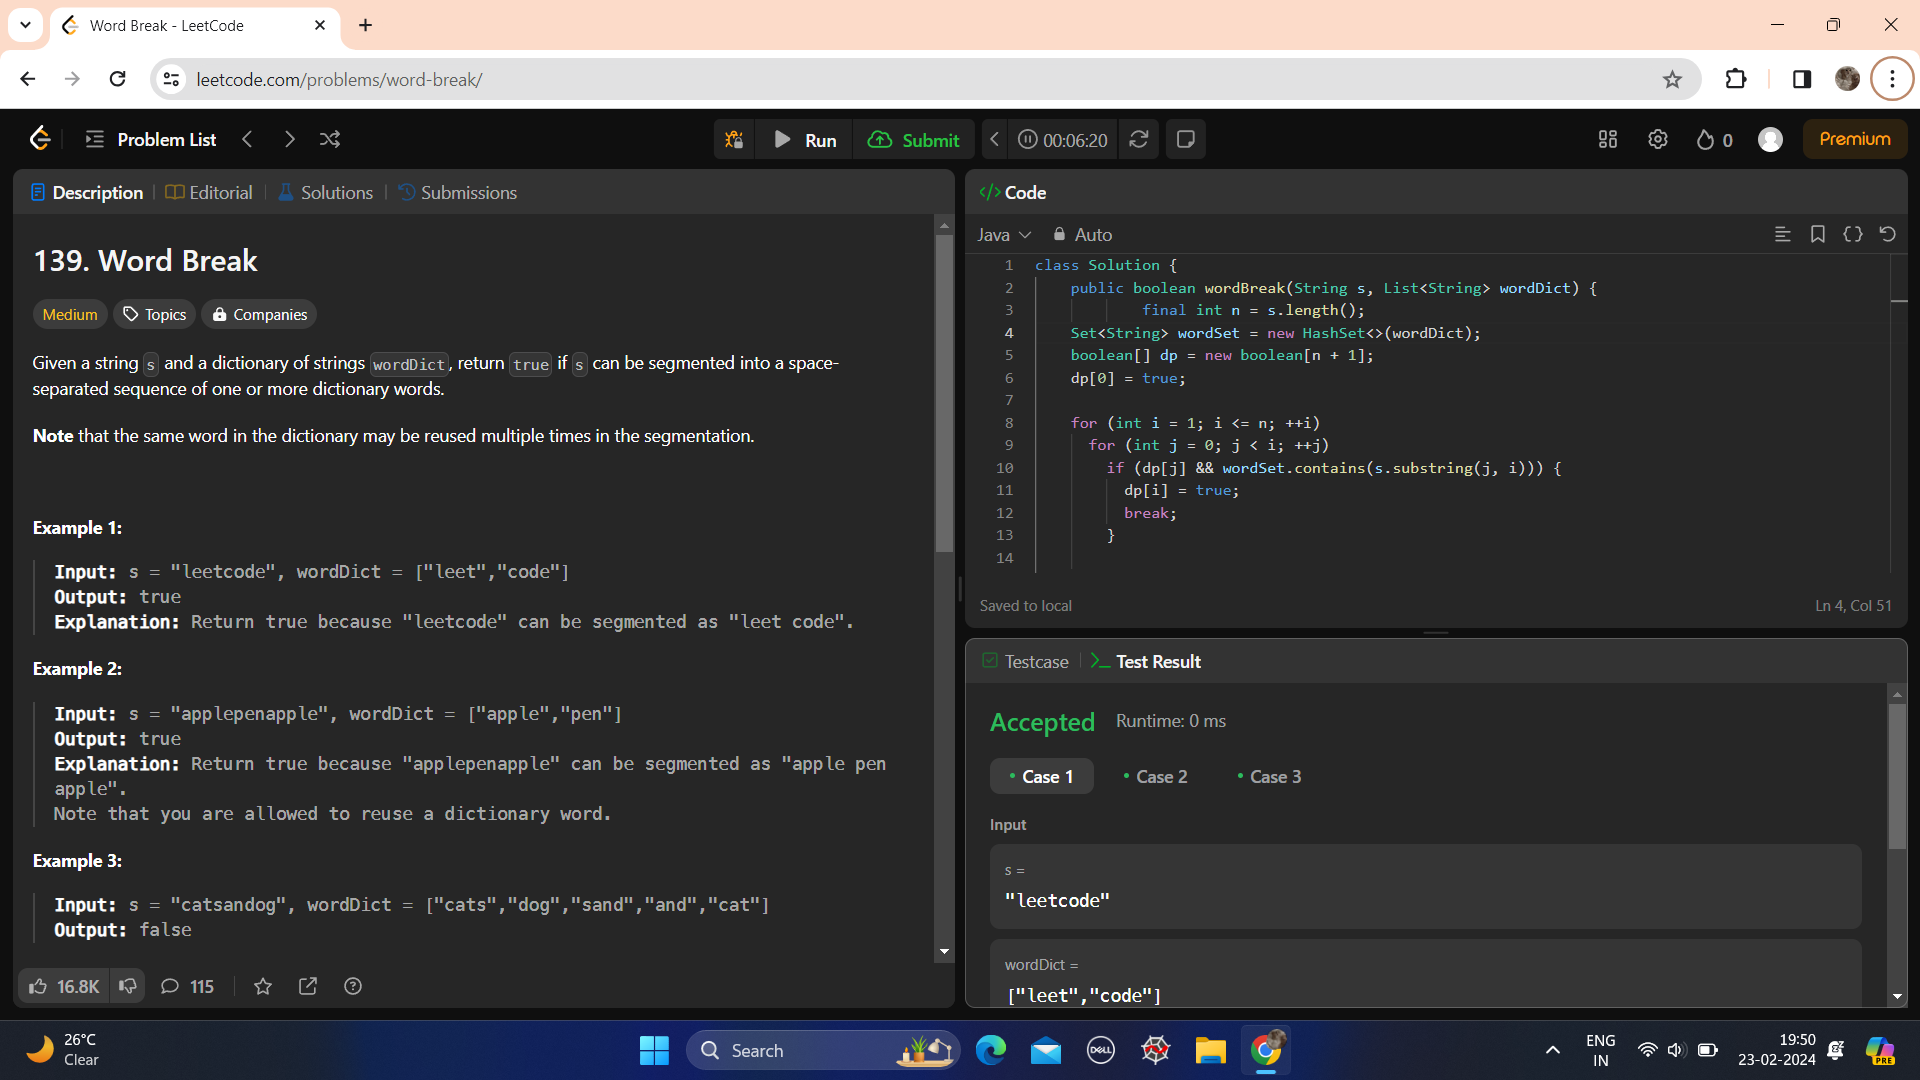 Word Break - LeetCode
leetcode.com/problems/word-break/
Problem List
Run
Submit
00:06:20
0
Premium
Description
Editorial
Solutions
Submissions
139. Word Break
Medium
Topics
Companies
Given a string s and a dictionary of strings wordDict, return true if s can be segmented into a space-
separated sequence of one or more dictionary words.
Note that the same word in the dictionary may be reused multiple times in the segmentation.
Example 1:
Input: s = "leetcode", wordDict = ["leet","code"]
Output: true
Explanation: Return true because "leetcode" can be segmented as "leet code".
Example 2:
Input: s = "applepenapple", wordDict = ["apple","pen"]
Output: true
Explanation: Return true because "applepenapple" can be segmented as "apple pen
apple".
Note that you are allowed to reuse a dictionary word.
Example 3:
Input: s = "catsandog", wordDict = ["cats","dog","sand","and","cat"]
Output: false
16.8K
115
</> Code
Java
Auto
1 class Solution {
2 public boolean wordBreak(String s, List<String> wordDict) {
3 final int n = s.length();
4 Set<String> wordSet = new HashSet<>(wordDict);
5 boolean[] dp = new boolean[n + 1];
6 dp[0] = true;
7
8 for (int i = 1; i <= n; ++i)
9 for (int j = 0; j < i; ++j)
10 if (dp[j] && wordSet.contains(s.substring(j, i))) {
11 dp[i] = true;
12 break;
13 }
14
Saved to local
Ln 4, Col 51
Testcase
Test Result
Accepted
Runtime: 0 ms
Case 1
Case 2
Case 3
Input
s =
"leetcode"
wordDict =
["leet","code"]
26°C
Clear
Search
DELL
ENG
IN
19:50
23-02-2024
PRE